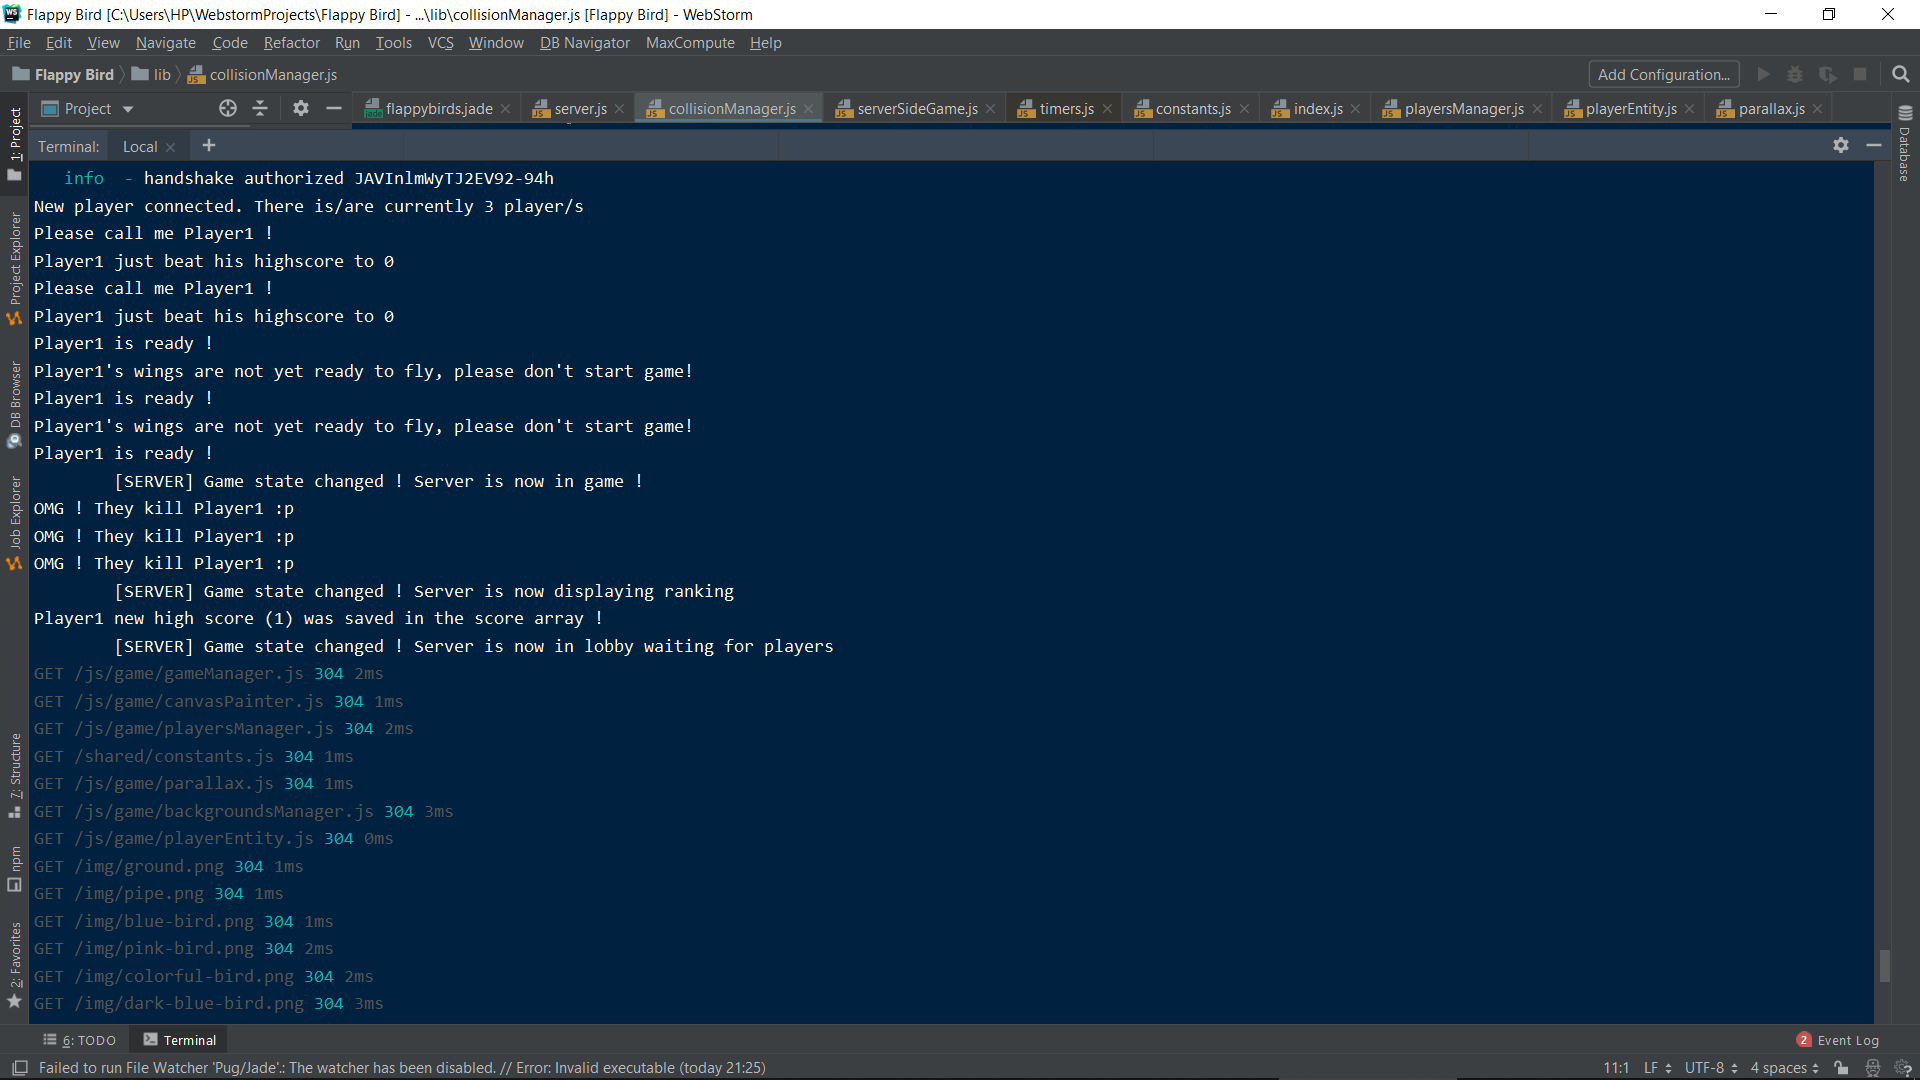 Flappy Bird [C:\Users\HP\WebstormProjects\Flappy Bird] - ...\lib\collisionManager.js [Flappy Bird] - WebStorm
File Edit View Navigate Code Refactor Run Tools VCS Window DB Navigator MaxCompute Help
Flappy Bird lib collisionManager.js Add Configuration...
Project flappybirds.jade server.js collisionManager.js serverSideGame.js timers.js constants.js index.js playersManager.js playerEntity.js parallax.js
Terminal: Local +
info - handshake authorized JAVInlmWyTJ2EV92-94h
New player connected. There is/are currently 3 player/s
Please call me Player1 !
Player1 just beat his highscore to 0
Please call me Player1 !
Player1 just beat his highscore to 0
Player1 is ready !
Player1's wings are not yet ready to fly, please don't start game!
Player1 is ready !
Player1's wings are not yet ready to fly, please don't start game!
Player1 is ready !
[SERVER] Game state changed ! Server is now in game !
OMG ! They kill Player1 :p
OMG ! They kill Player1 :p
OMG ! They kill Player1 :p
[SERVER] Game state changed ! Server is now displaying ranking
Player1 new high score (1) was saved in the score array !
[SERVER] Game state changed ! Server is now in lobby waiting for players
GET /js/game/gameManager.js 304 2ms
GET /js/game/canvasPainter.js 304 1ms
GET /js/game/playersManager.js 304 2ms
GET /shared/constants.js 304 1ms
GET /js/game/parallax.js 304 1ms
GET /js/game/backgroundsManager.js 304 3ms
GET /js/game/playerEntity.js 304 0ms
GET /img/ground.png 304 1ms
GET /img/pipe.png 304 1ms
GET /img/blue-bird.png 304 1ms
GET /img/pink-bird.png 304 2ms
GET /img/colorful-bird.png 304 2ms
GET /img/dark-blue-bird.png 304 3ms
1: Project
Project Explorer
DB Browser
Job Explorer
7: Structure
npm
2: Favorites
Database
6: TODO Terminal 2 Event Log
Failed to run File Watcher 'Pug/Jade'.: The watcher has been disabled. // Error: Invalid executable (today 21:25) 11:1 LF UTF-8 4 spaces